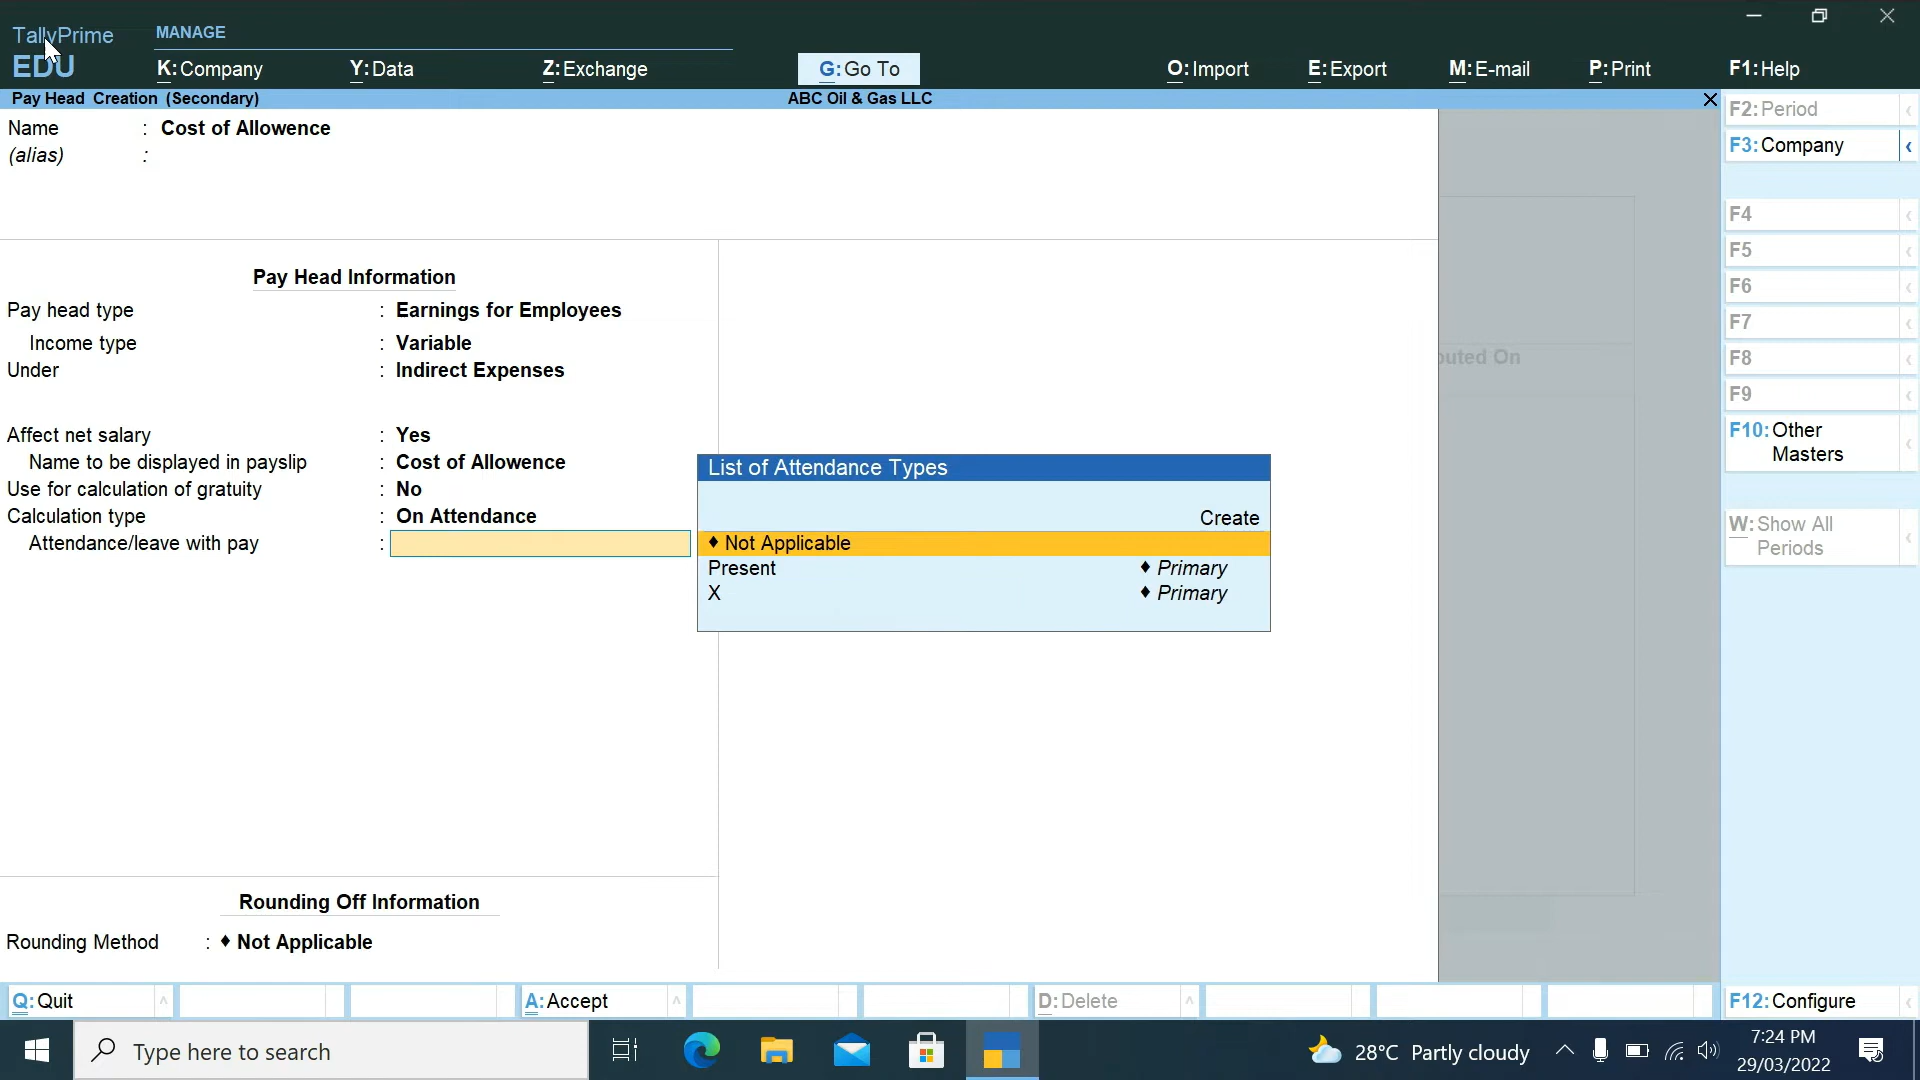 TallyPrime
EDU
MANAGE
K:Company Y:Data Z:Exchange G:Go To O:Import E:Export M:E-mail P:Print F1:Help
Pay Head Creation (Secondary) ABC Oil & Gas LLC
Name : Cost of Allowence
(alias) :
Pay Head Information
Pay head type : Earnings for Employees
Income type : Variable
Under : Indirect Expenses
Affect net salary : Yes
Name to be displayed in payslip : Cost of Allowence
Use for calculation of gratuity : No
Calculation type : On Attendance
Attendance/leave with pay :
List of Attendance Types
Create
♦ Not Applicable
Present ♦ Primary
X ♦ Primary
Rounding Off Information
Rounding Method : ♦ Not Applicable
F2:Period
F3:Company
F4
F5
F6
F7
F8
F9
F10:Other
Masters
W:Show All
Periods
F12:Configure
Q:Quit A:Accept D:Delete
Type here to search
28°C Partly cloudy
7:24 PM
29/03/2022